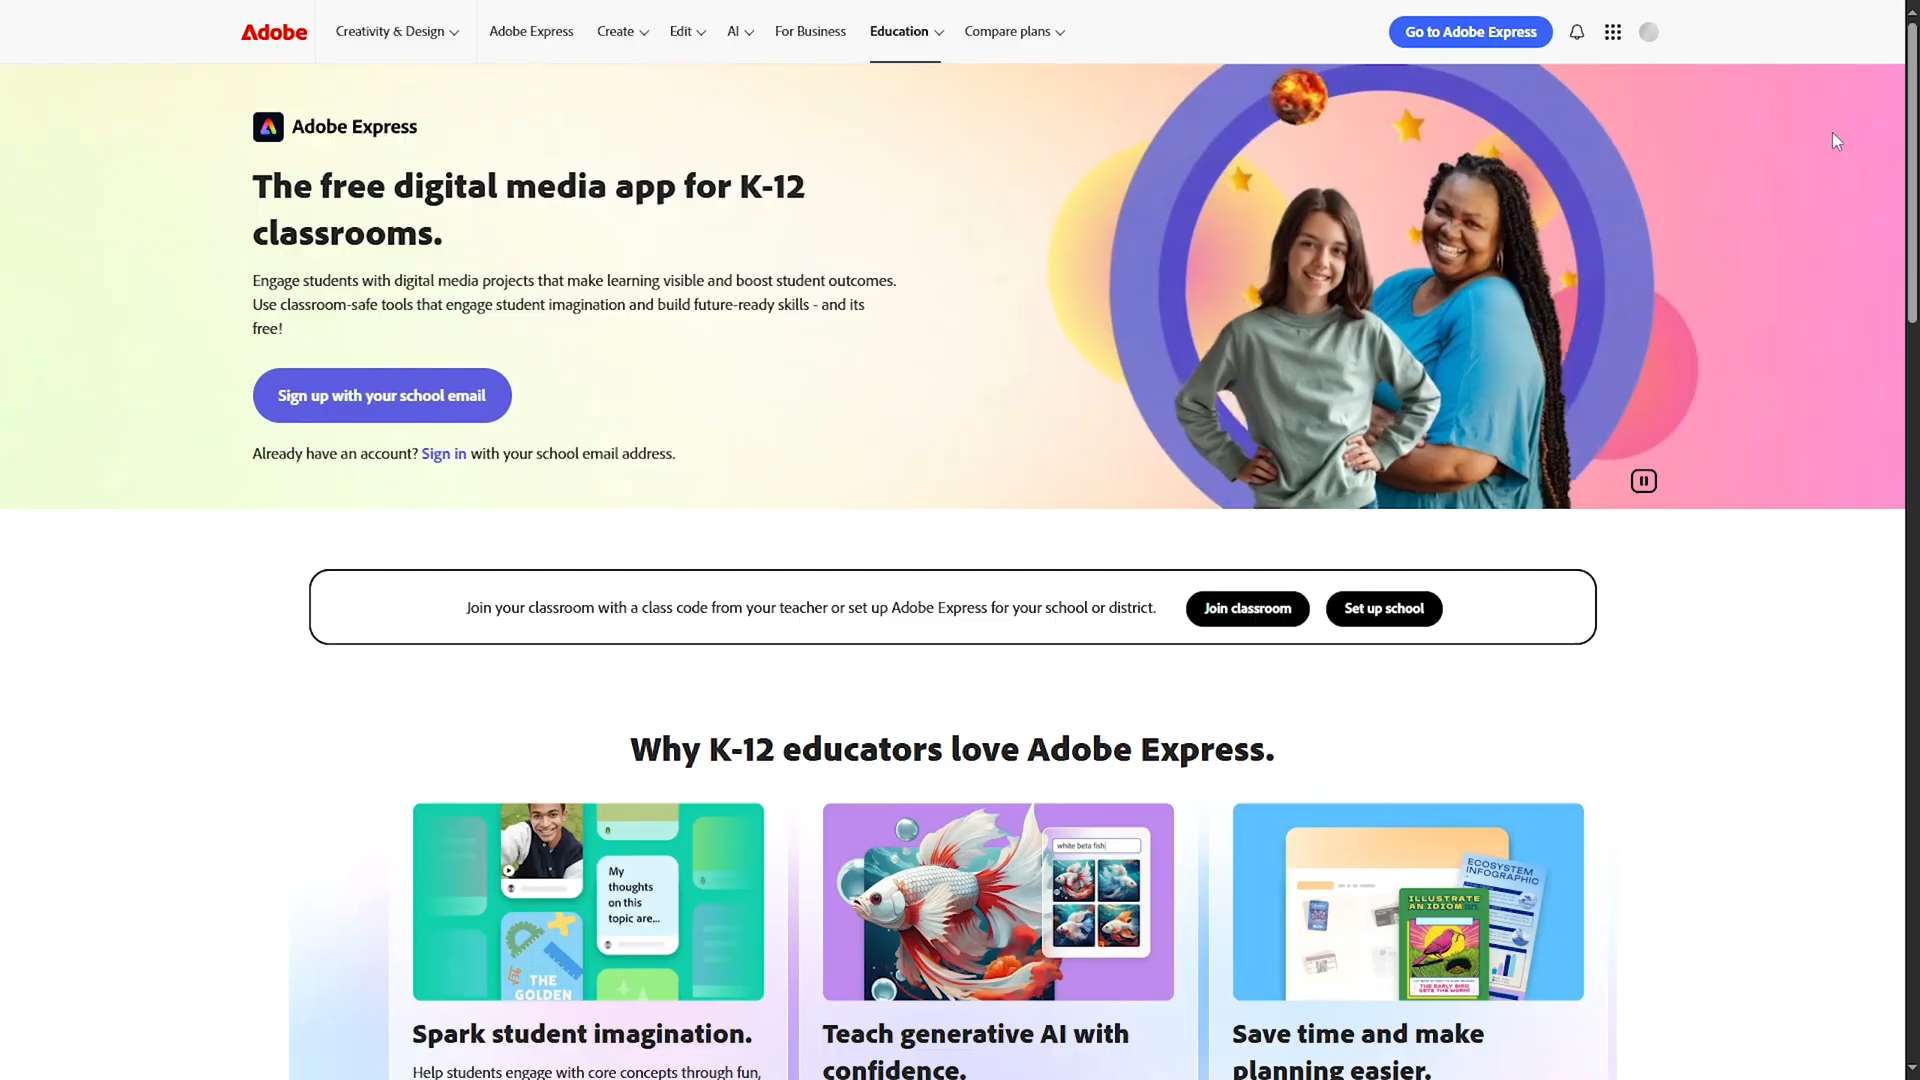 Adobe
Creativity & Design
Adobe Express
Create
Edit
AI
For Business
Education
Compare plans
Go to Adobe Express
Adobe Express
The free digital media app for K-12
classrooms.
Engage students with digital media projects that make learning visible and boost student outcomes.
Use classroom-safe tools that engage student imagination and build future-ready skills - and its
free!
Sign up with your school email
Already have an account? Sign in with your school email address.
Join your classroom with a class code from your teacher or set up Adobe Express for your school or district.
Join classroom
Set up school
Why K-12 educators love Adobe Express.
My
thoughts
on this
topic are...
THE
GOLDEN
white beta fish
ECOSYSTEM
INFOGRAPHIC
ILLUSTRATE
AN IDIOM
THE EARLY BIRD
GETS THE WORM!
Spark student imagination.
Help students engage with core concepts through fun,
Teach generative AI with
confidence.
Save time and make
planning easier.